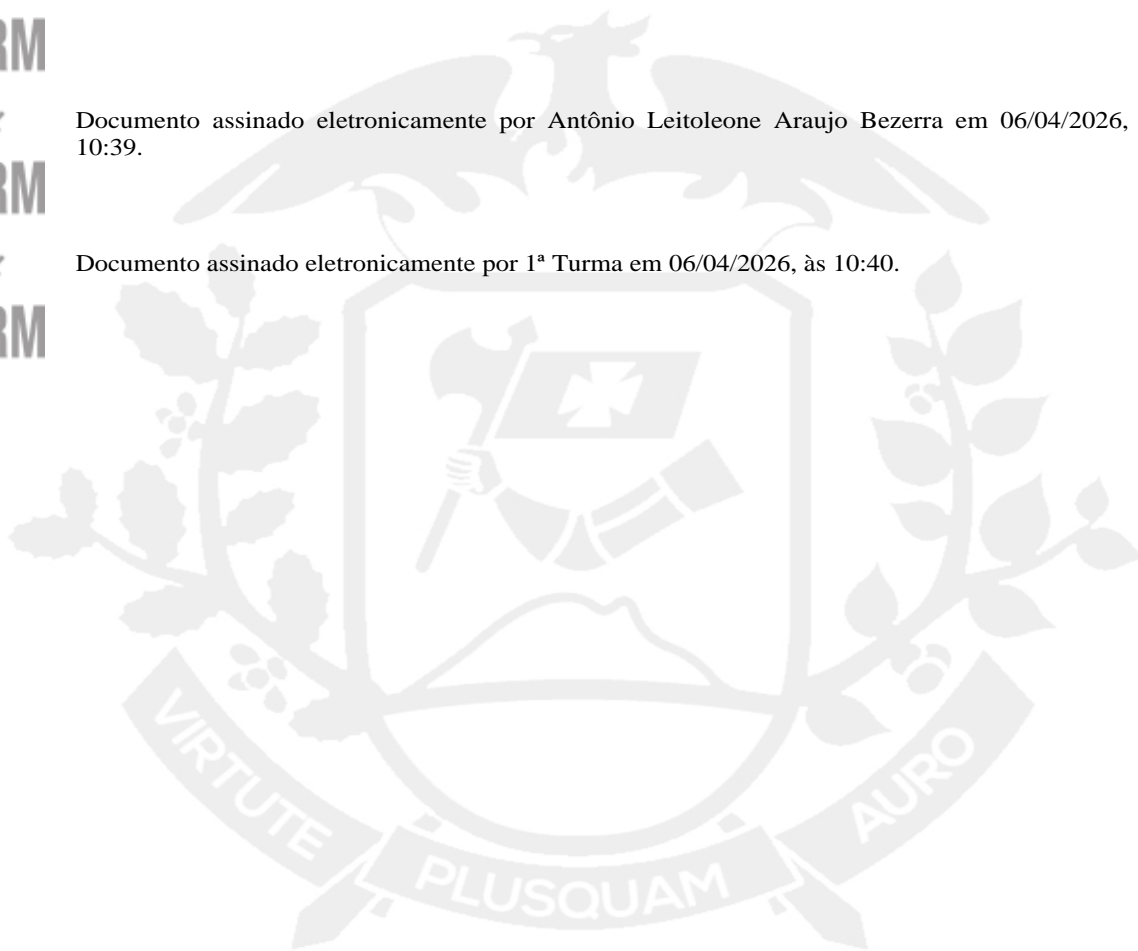 RM
Documento assinado eletronicamente por Antônio Leitoleone Araujo Bezerra em 06/04/2026,
10:39.
RM
Documento assinado eletronicamente por 1ª Turma em 06/04/2026, às 10:40.
RM
VIRTUTE PLUSQUAM AURO